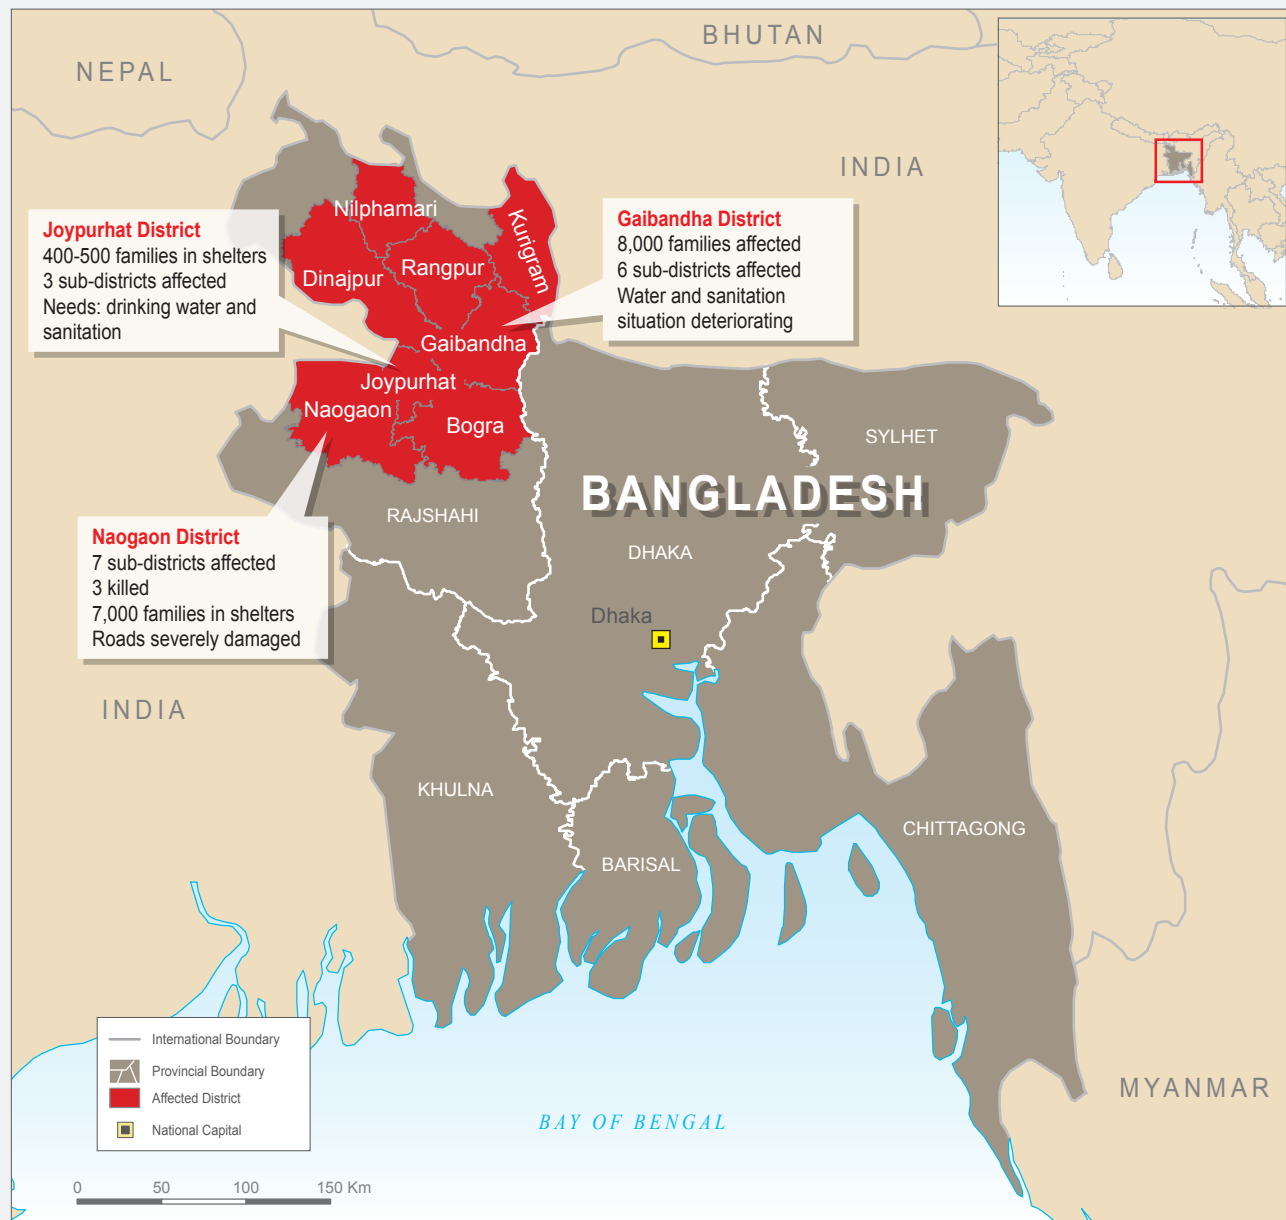 BHUTAN
NEPAL
INDIA
Nilphamari
Kurigram
Rangpur
Dinajpur
Gaibandha
Joypurhat
Naogaon
Bogra
Joypurhat District
400-500 families in shelters
3 sub-districts affected
Needs: drinking water and
sanitation
Gaibandha District
8,000 families affected
6 sub-districts affected
Water and sanitation
situation deteriorating
SYLHET
BANGLADESH
RAJSHAHI
DHAKA
Naogaon District
7 sub-districts affected
3 killed
7,000 families in shelters
Roads severely damaged
Dhaka
INDIA
KHULNA
CHITTAGONG
BARISAL
International Boundary
Provincial Boundary
Affected District
National Capital
MYANMAR
BAY OF BENGAL
0 50 100 150 Km